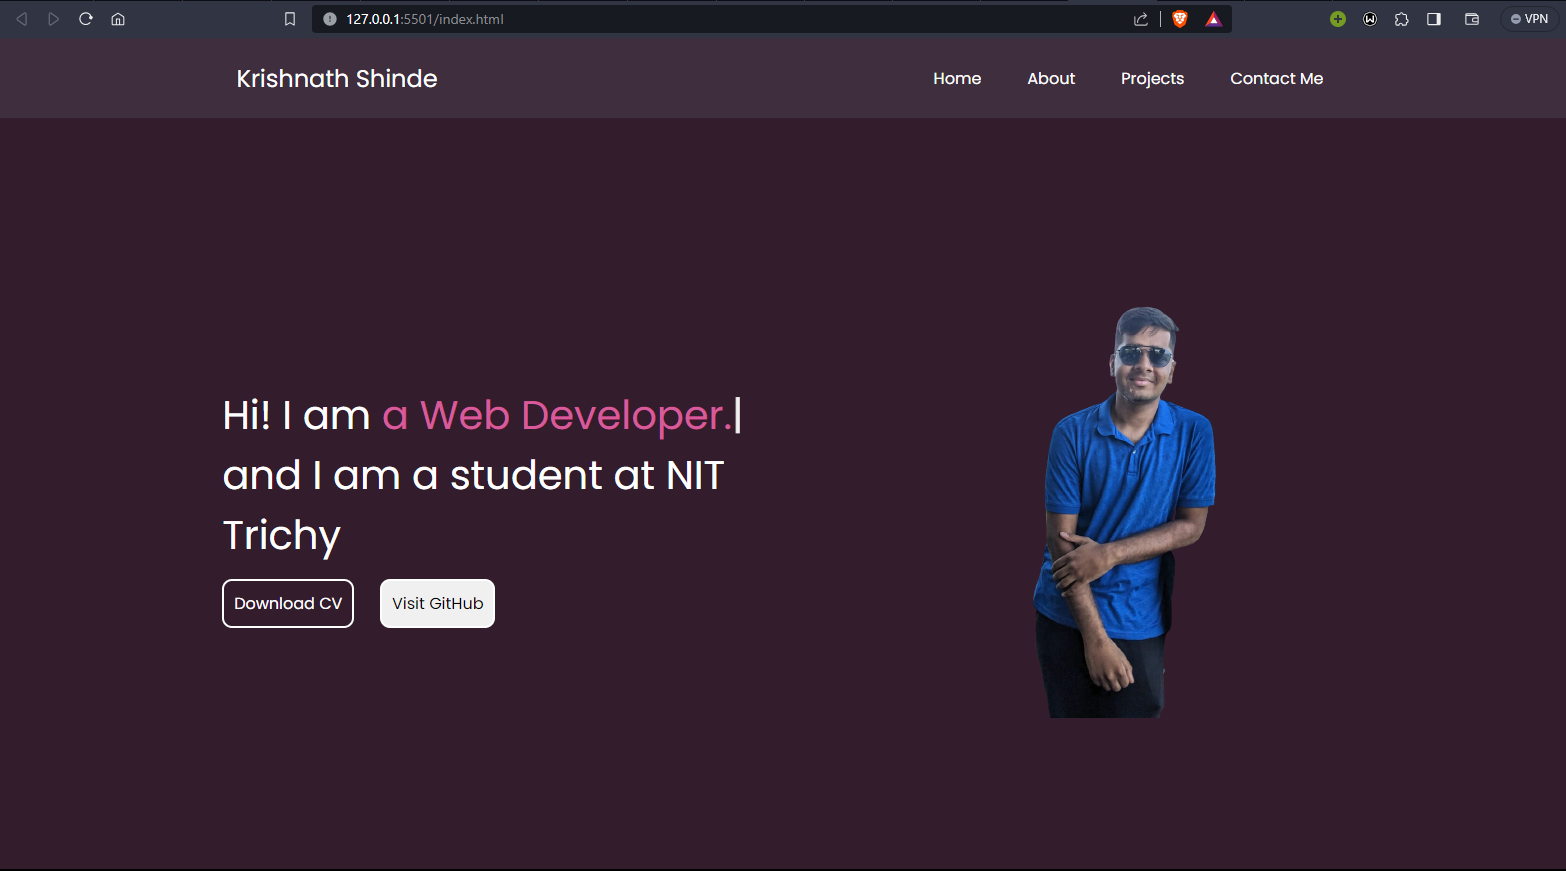 127.0.0.1:5501/index.html
VPN
Krishnath Shinde
Home About Projects Contact Me
Hi! I am a Web Developer.|
and I am a student at NIT
Trichy
Download CV Visit GitHub